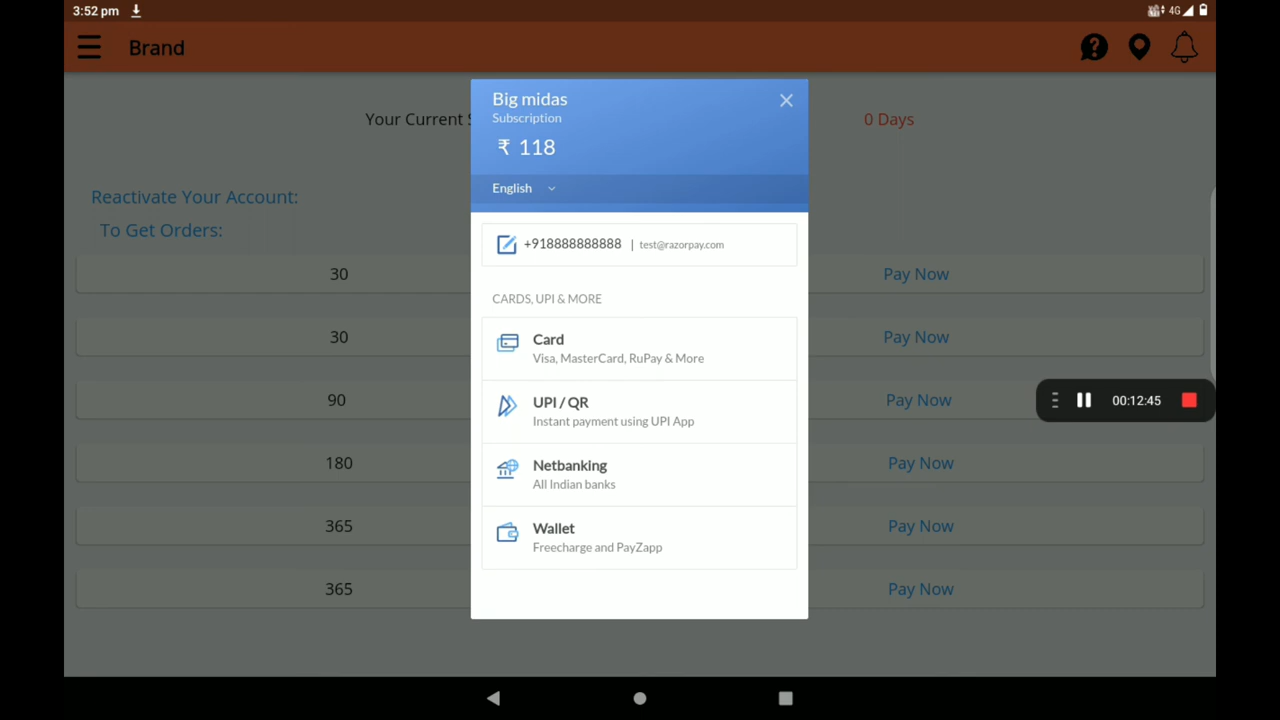 3:52 pm
4G
Brand
Your Current S
0 Days
Reactivate Your Account:
To Get Orders:
30 Pay Now
30 Pay Now
90 Pay Now
180 Pay Now
365 Pay Now
365 Pay Now
Big midas
Subscription
₹ 118
English
+918888888888 | test@razorpay.com
CARDS, UPI & MORE
Card
Visa, MasterCard, RuPay & More
UPI / QR
Instant payment using UPI App
Netbanking
All Indian banks
Wallet
Freecharge and PayZapp
00:12:45